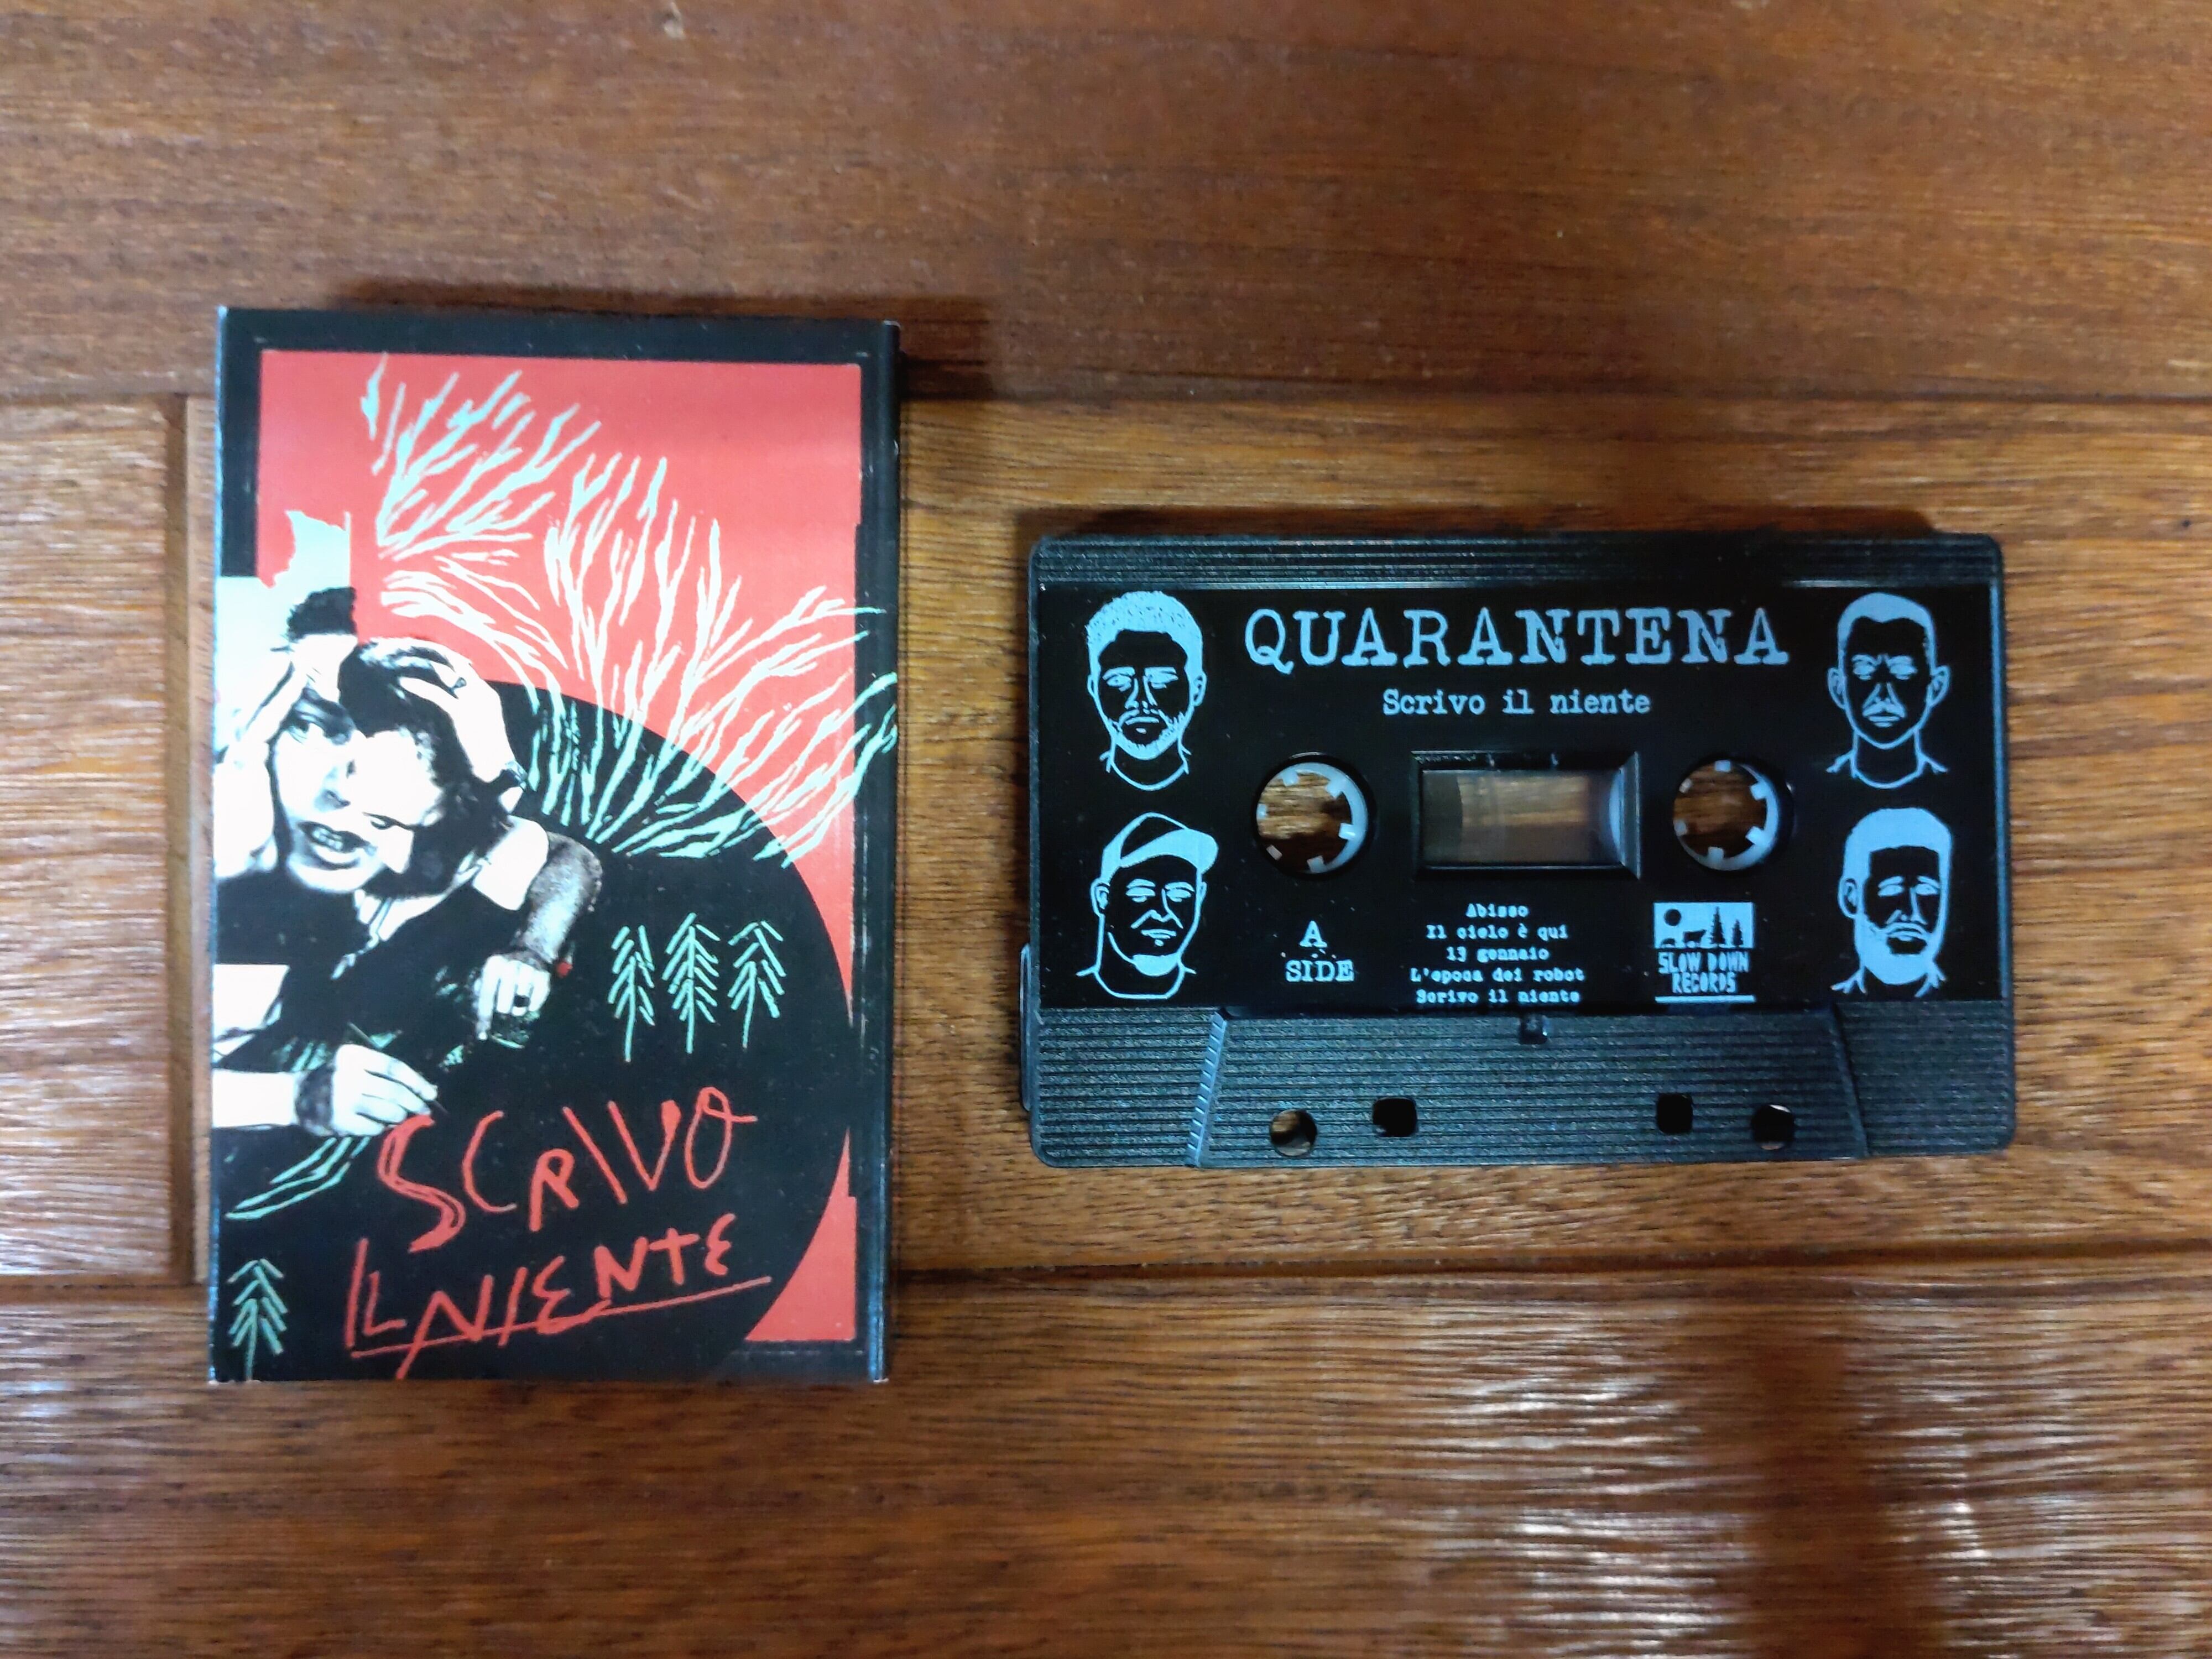 SCRIVO
IL NIENTE
QUARANTENA
Scrivo il niente
A
SIDE
Abisso
Il cielo è qui
13 gennaio
L'epoca dei robot
Scrivo il niente
SLOW DOWN
RECORDS